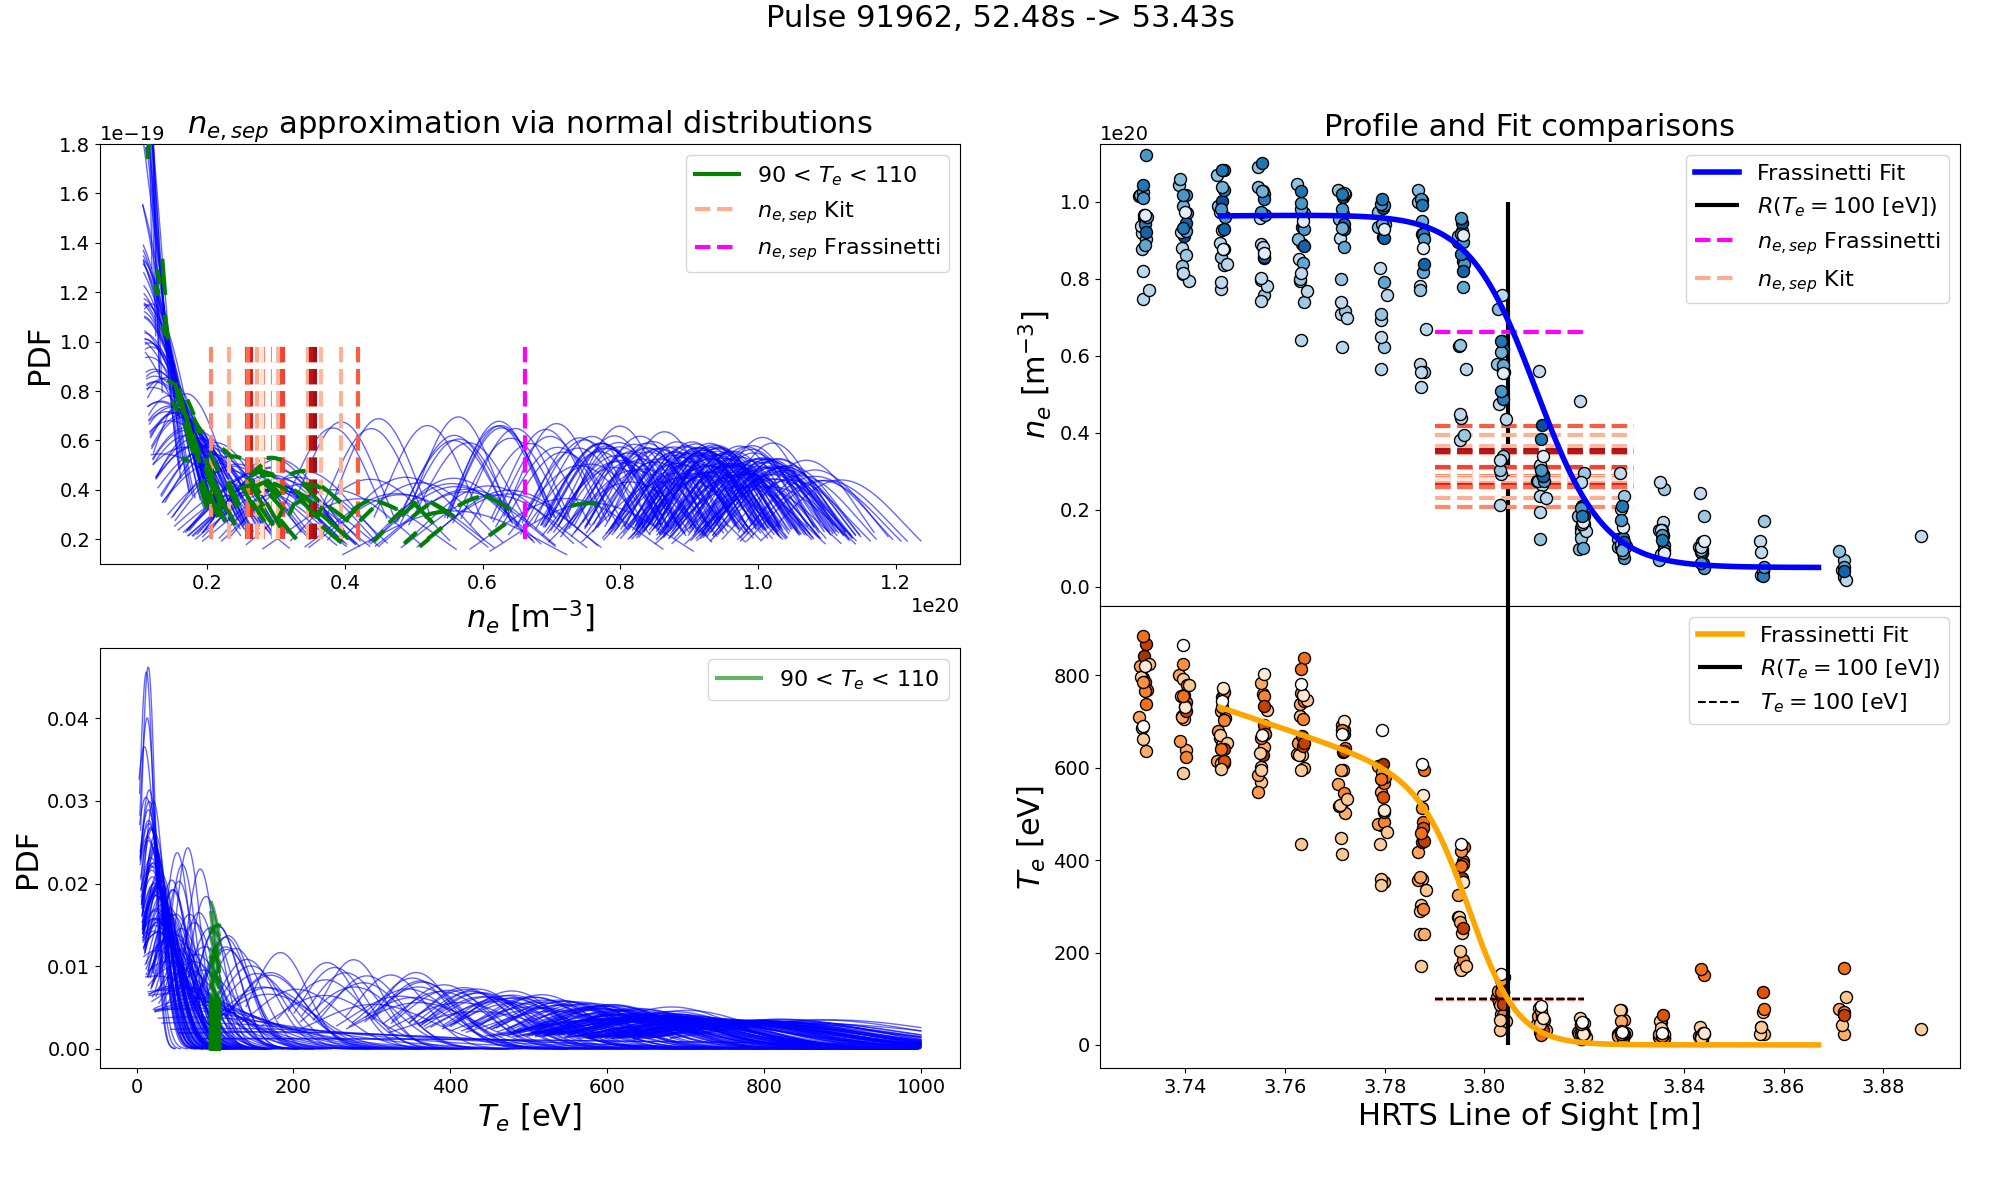 Pulse 91962, 52.48s -> 53.43s
$n_{e,sep}$ approximation via normal distributions
1e−19
1.8
1.6
1.4
1.2
1.0
0.8
0.6
0.4
0.2
PDF
90 < $T_e$ < 110
$n_{e,sep}$ Kit
$n_{e,sep}$ Frassinetti
0.2 0.4 0.6 0.8 1.0 1.2
1e20
$n_e$ [m$^{-3}$]
0.04
0.03
0.02
0.01
0.00
PDF
90 < $T_e$ < 110
0 200 400 600 800 1000
$T_e$ [eV]
Profile and Fit comparisons
1e20
1.0
0.8
0.6
0.4
0.2
0.0
$n_e$ [m$^{-3}$]
Frassinetti Fit
$R(T_e = 100$ [eV])
$n_{e,sep}$ Frassinetti
$n_{e,sep}$ Kit
800
600
400
200
0
$T_e$ [eV]
Frassinetti Fit
$R(T_e = 100$ [eV])
$T_e = 100$ [eV]
3.74 3.76 3.78 3.80 3.82 3.84 3.86 3.88
HRTS Line of Sight [m]